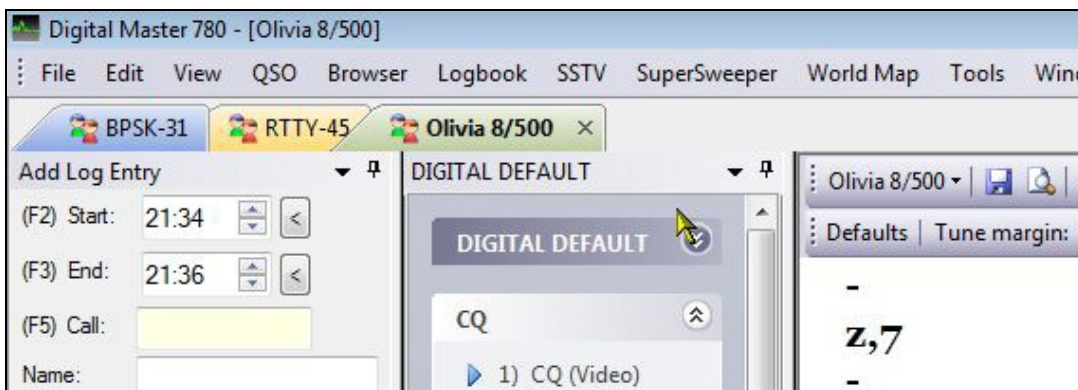 Digital Master 780 - [Olivia 8/500]
File Edit View QSO Browser Logbook SSTV SuperSweeper World Map Tools
BPSK-31 RTTY-45 Olivia 8/500 ×
Add Log Entry
(F2) Start: 21:34 <
(F3) End: 21:36 <
(F5) Call:
Name:
DIGITAL DEFAULT
DIGITAL DEFAULT
CQ
1) CQ (Video)
Olivia 8/500
Defaults | Tune margin:
-
z,7
-